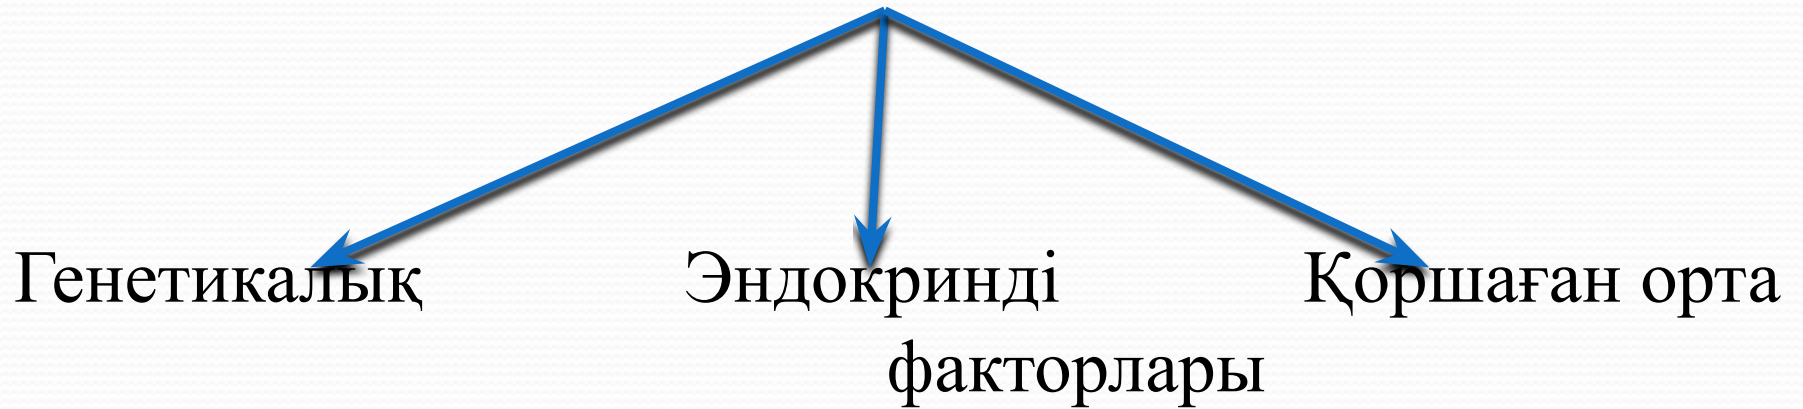 Генетикалық Эндокринді Қоршаған орта
факторлары